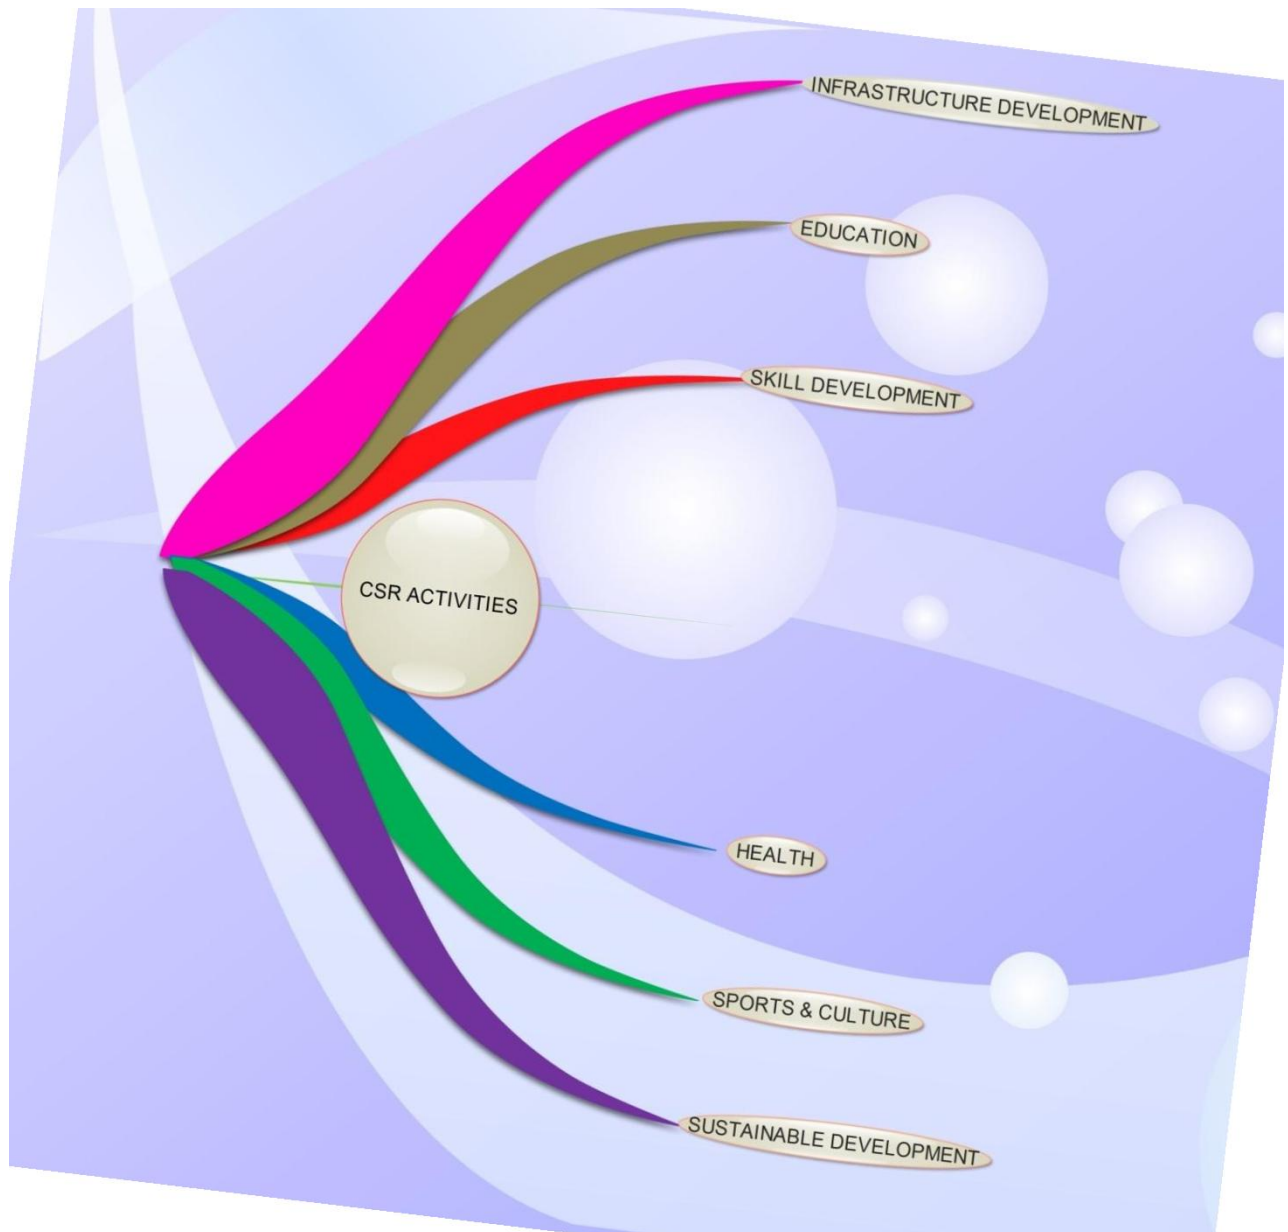 INFRASTRUCTURE DEVELOPMENT
EDUCATION
SKILL DEVELOPMENT
CSR ACTIVITIES
HEALTH
SPORTS & CULTURE
SUSTAINABLE DEVELOPMENT